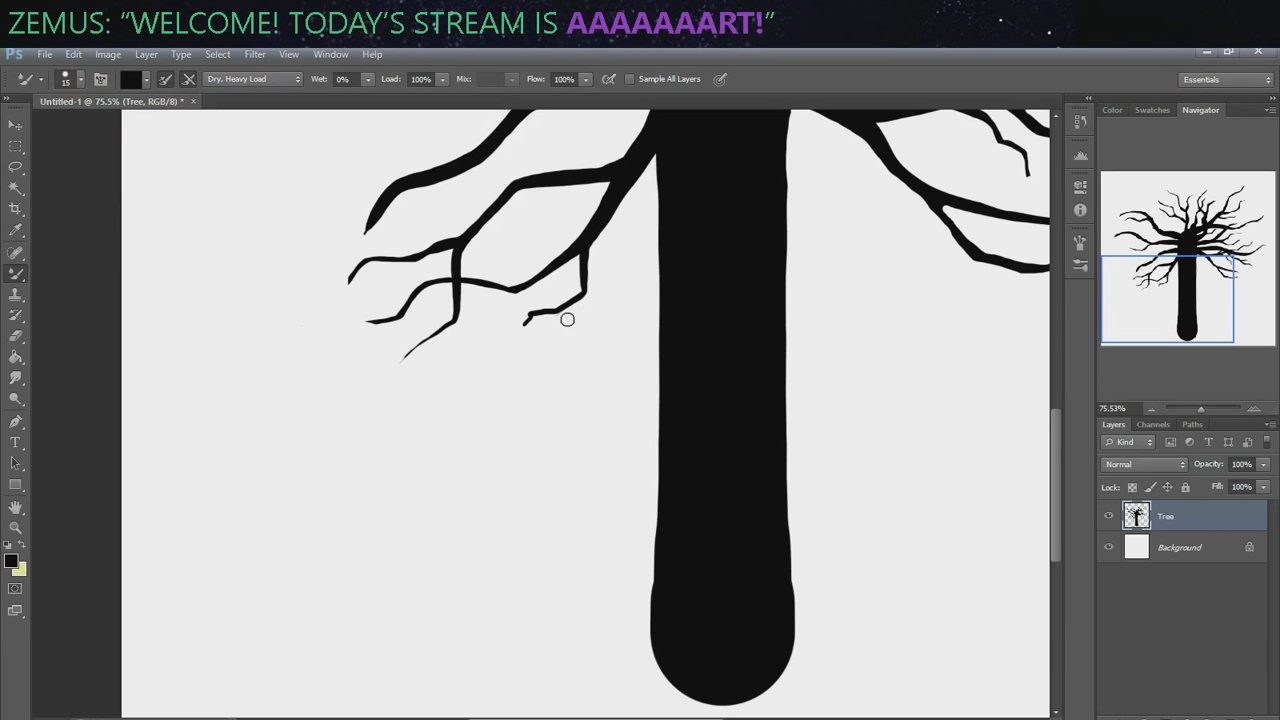 ZEMUS: “WELCOME! TODAY’S STREAM IS AAAAAAART!”
Ps File Edit Image Layer Type Select Filter View Window Help
15 Dry, Heavy Load Wet: 0% Load: 100% Mix: Flow: 100% Sample All Layers Essentials
Untitled-1 @ 75.5% (Tree, RGB/8) * ×
Color Swatches Navigator
75.53%
Layers Channels Paths
Kind
Normal Opacity: 100%
Lock: Fill: 100%
Tree
Background